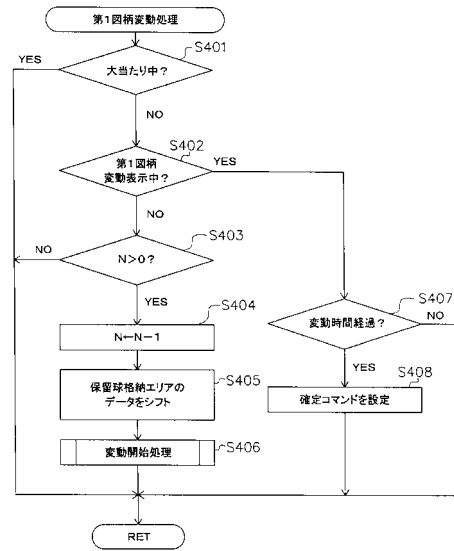 第1図柄変動処理
S401
YES
大当たり中?
NO
S402
第1図柄
変動表示中?
YES
NO
S403
NO
N>0?
YES
S404
N←N-1
S407
変動時間経過?
NO
YES
保留球格納エリアの
データをシフト
S405
S408
確定コマンドを設定
変動開始処理
S406
RET